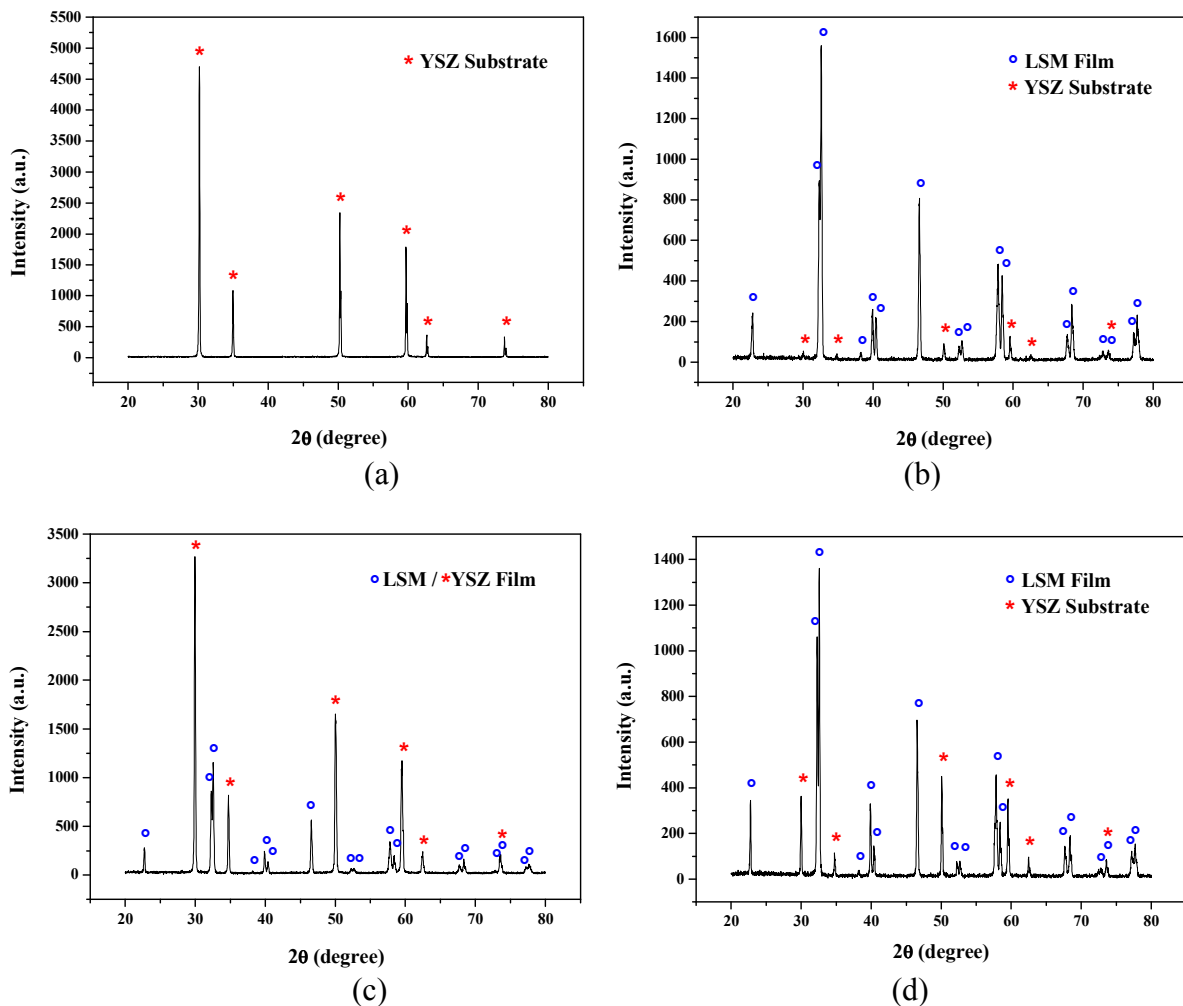 5500
5000
4500
4000
3500
3000
2500
2000
1500
1000
500
0
Intensity (a.u.)
* YSZ Substrate
20 30 40 50 60 70 80
2θ (degree)
(a)
1600
1400
1200
1000
800
600
400
200
0
Intensity (a.u.)
LSM Film
* YSZ Substrate
20 30 40 50 60 70 80
2θ (degree)
(b)
3500
3000
2500
2000
1500
1000
500
0
Intensity (a.u.)
LSM / *YSZ Film
20 30 40 50 60 70 80
2θ (degree)
(c)
1400
1200
1000
800
600
400
200
0
Intensity (a.u.)
LSM Film
* YSZ Substrate
20 30 40 50 60 70 80
2θ (degree)
(d)